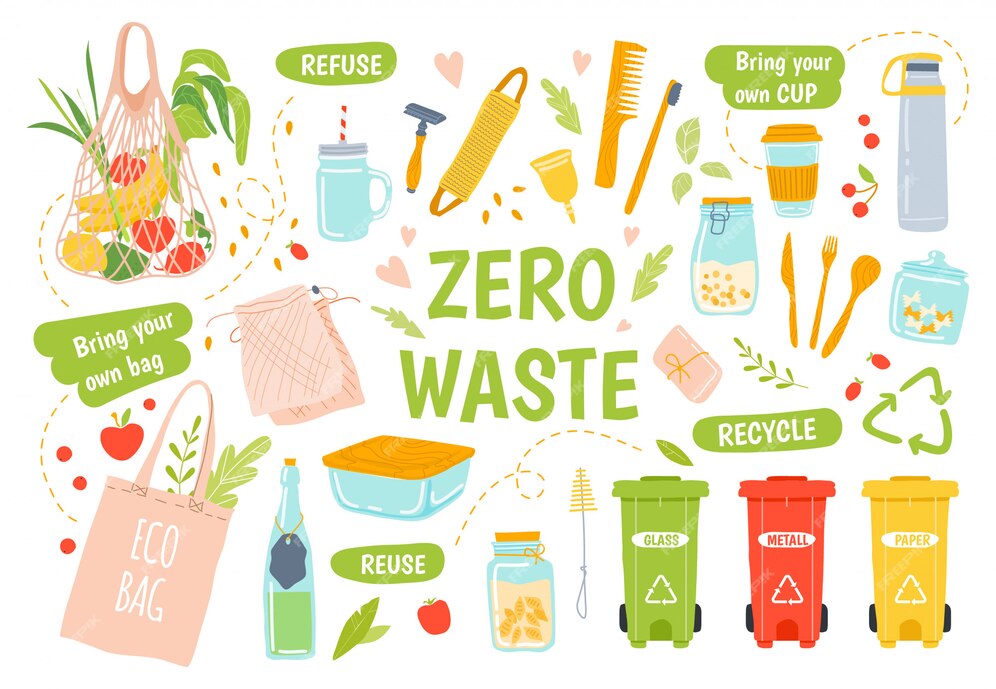 REFUSE
Bring your
own CUP
ZERO
WASTE
Bring your
own bag
RECYCLE
ECO
BAG
REUSE
GLASS
METALL
PAPER